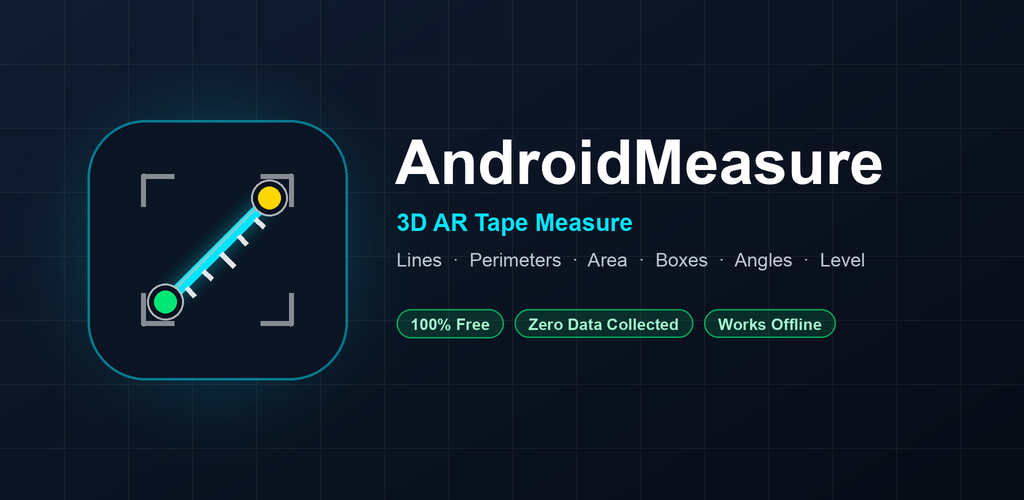 AndroidMeasure
3D AR Tape Measure
Lines · Perimeters · Area · Boxes · Angles · Level
100% Free Zero Data Collected Works Offline